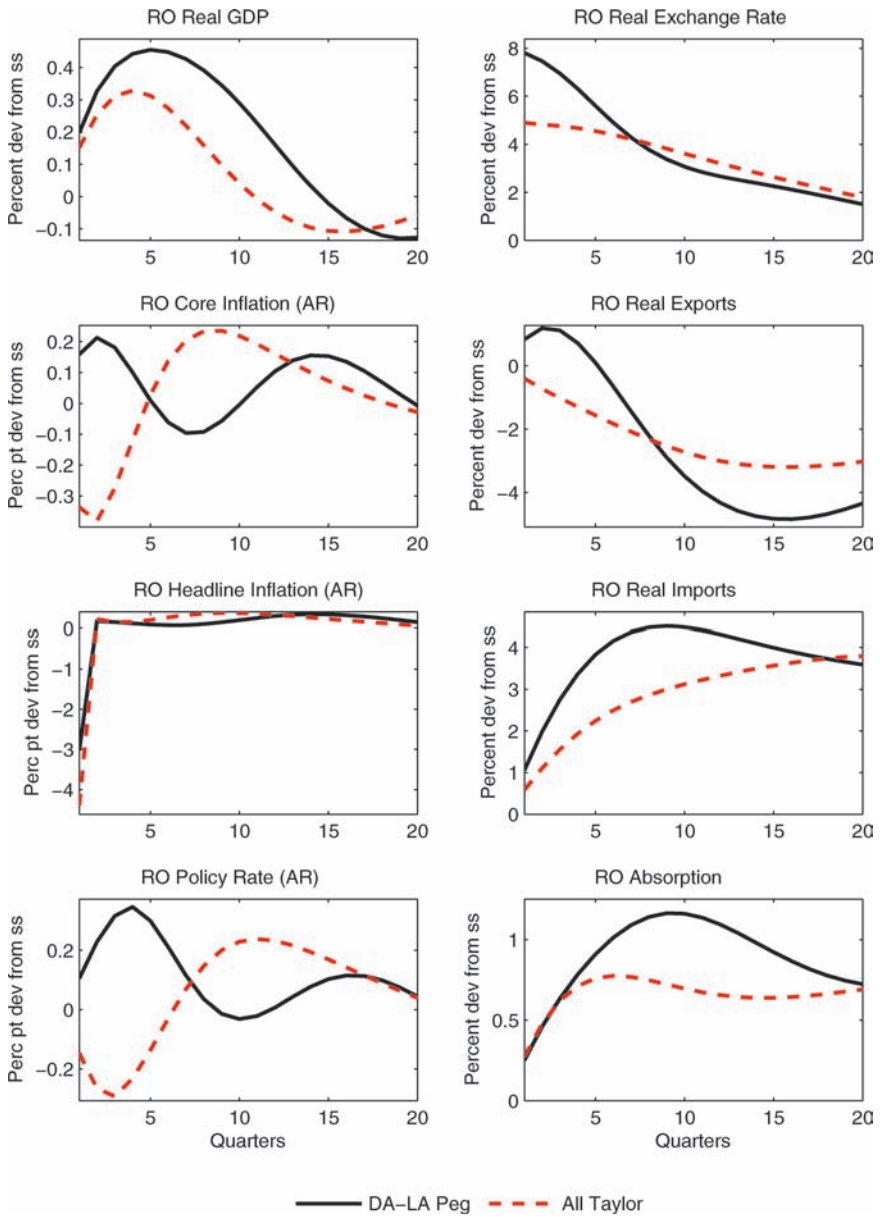 RO Real GDP
Percent dev from ss
0.4
0.3
0.2
0.1
0
−0.1
5 10 15 20
RO Real Exchange Rate
Percent dev from ss
8
6
4
2
0
5 10 15 20
RO Core Inflation (AR)
Perc pt dev from ss
0.2
0.1
0
−0.1
−0.2
−0.3
5 10 15 20
RO Real Exports
Percent dev from ss
0
−2
−4
5 10 15 20
RO Headline Inflation (AR)
Perc pt dev from ss
0
−1
−2
−3
−4
5 10 15 20
RO Real Imports
Percent dev from ss
4
3
2
1
0
5 10 15 20
RO Policy Rate (AR)
Perc pt dev from ss
0.2
0
−0.2
5 10 15 20
Quarters
RO Absorption
Percent dev from ss
1
0.5
0
5 10 15 20
Quarters
DA−LA Peg All Taylor